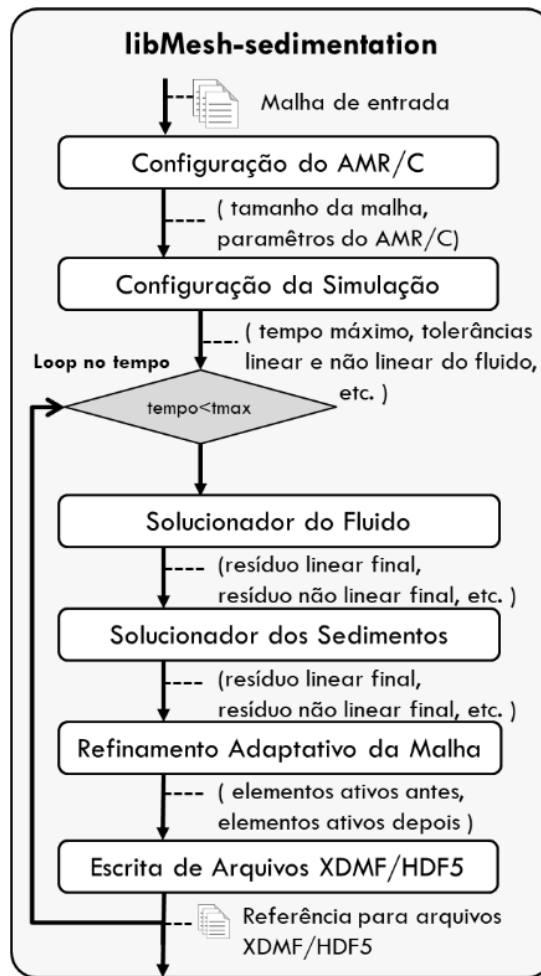 libMesh-sedimentation
Malha de entrada
Configuração do AMR/C
( tamanho da malha,
paramêtros do AMR/C)
Configuração da Simulação
( tempo máximo, tolerâncias
linear e não linear do fluido,
etc. )
Loop no tempo
tempo<tmax
Solucionador do Fluido
(resíduo linear final,
resíduo não linear final, etc. )
Solucionador dos Sedimentos
(resíduo linear final,
resíduo não linear final, etc. )
Refinamento Adaptativo da Malha
( elementos ativos antes,
elementos ativos depois )
Escrita de Arquivos XDMF/HDF5
Referência para arquivos
XDMF/HDF5